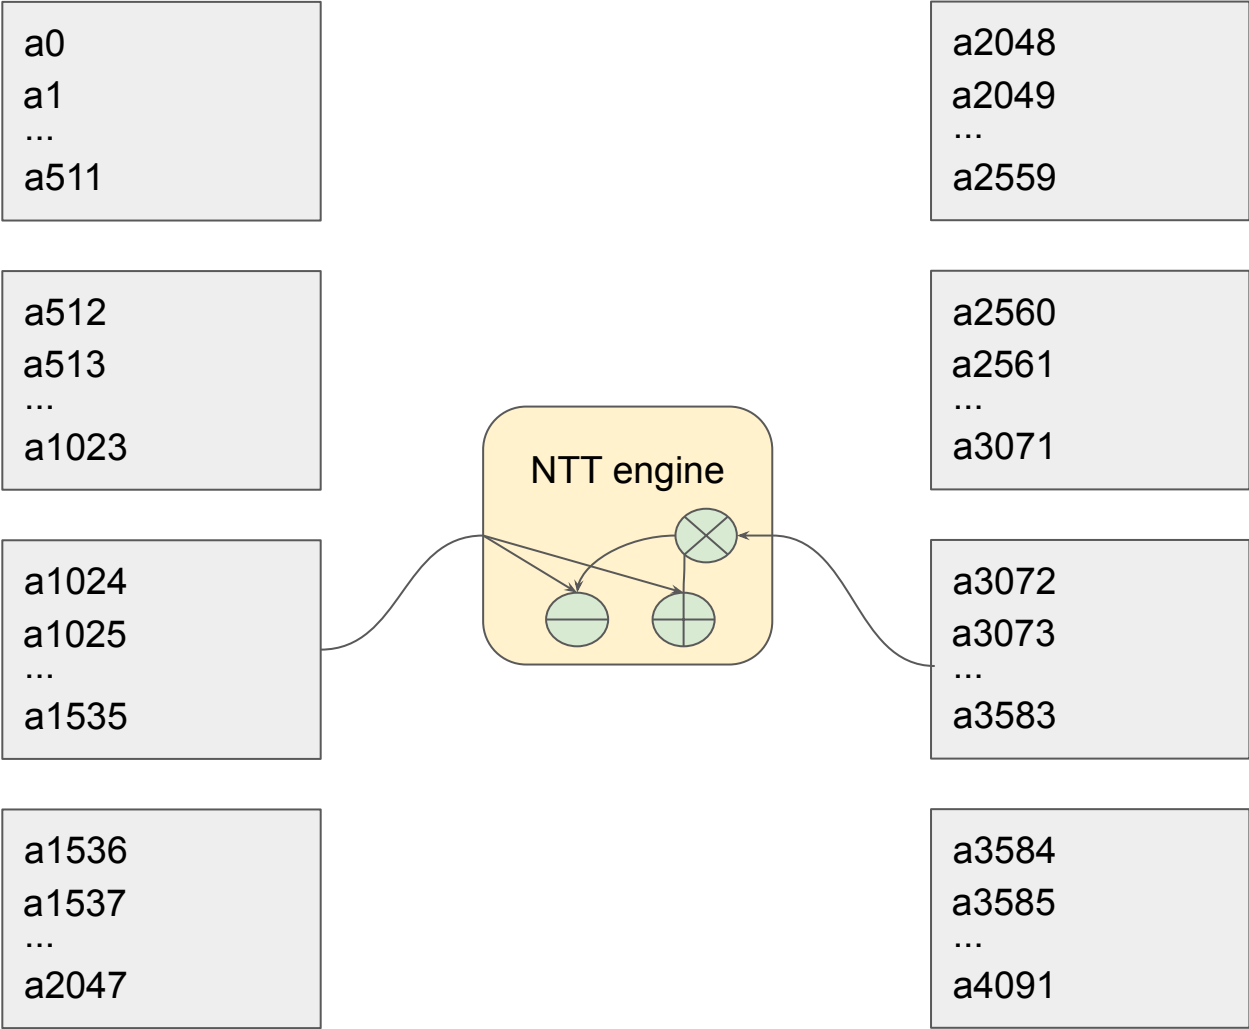 a0
a1
...
a511
a512
a513
...
a1023
a1024
a1025
...
a1535
a1536
a1537
...
a2047
NTT engine
a2048
a2049
...
a2559
a2560
a2561
...
a3071
a3072
a3073
...
a3583
a3584
a3585
...
a4091